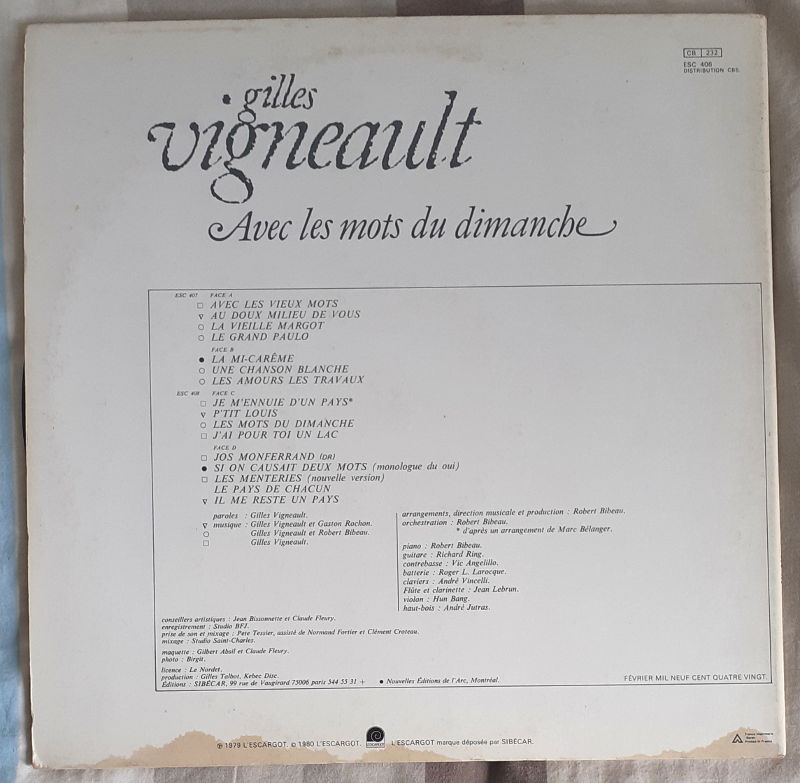 CB 232
ESC 406
DISTRIBUTION CBS.
gilles
vigneault
Avec les mots du dimanche
ESC 407 FACE A
□ AVEC LES VIEUX MOTS
▽ AU DOUX MILIEU DE VOUS
○ LA VIEILLE MARGOT
○ LE GRAND PAULO
FACE B
● LA MI-CARÊME
○ UNE CHANSON BLANCHE
○ LES AMOURS LES TRAVAUX
ESC 408 FACE C
□ JE M'ENNUIE D'UN PAYS*
▽ P'TIT LOUIS
○ LES MOTS DU DIMANCHE
□ J'AI POUR TOI UN LAC
FACE D
□ JOS MONFERRAND (DR)
● SI ON CAUSAIT DEUX MOTS (monologue du oui)
□ LES MENTERIES (nouvelle version)
LE PAYS DE CHACUN
▽ IL ME RESTE UN PAYS
paroles : Gilles Vigneault.
▽ musique : Gilles Vigneault et Gaston Rochon.
○ Gilles Vigneault et Robert Bibeau.
□ Gilles Vigneault.
arrangements, direction musicale et production : Robert Bibeau.
orchestration : Robert Bibeau.
* d'après un arrangement de Marc Bélanger.
piano : Robert Bibeau.
guitare : Richard Ring.
contrebasse : Vic Angelillo.
batterie : Roger L. Larocque.
claviers : André Vincelli.
Flûte et clarinette : Jean Lebrun.
violon : Hun Bang.
haut-bois : André Jutras.
conseillers artistiques : Jean Bissonnette et Claude Fleury.
enregistrement : Studio BFJ.
prise de son et mixage : Pete Tessier, assisté de Normand Fortier et Clément Croteau.
mixage : Studio Saint-Charles.
maquette : Gilbert Abuil et Claude Fleury.
photo : Birgit.
licence : Le Nordet.
production : Gilles Talbot, Kebec Disc.
Éditions : SIBÉCAR, 99 rue de Vaugirard 75006 paris 544 55 31 + ● Nouvelles Éditions de l'Arc, Montréal.
FÉVRIER MIL NEUF CENT QUATRE VINGT.
℗ 1979 L'ESCARGOT. © 1980 L'ESCARGOT. ESCARGOT L'ESCARGOT marque déposée par SIBÉCAR.
Printed in France